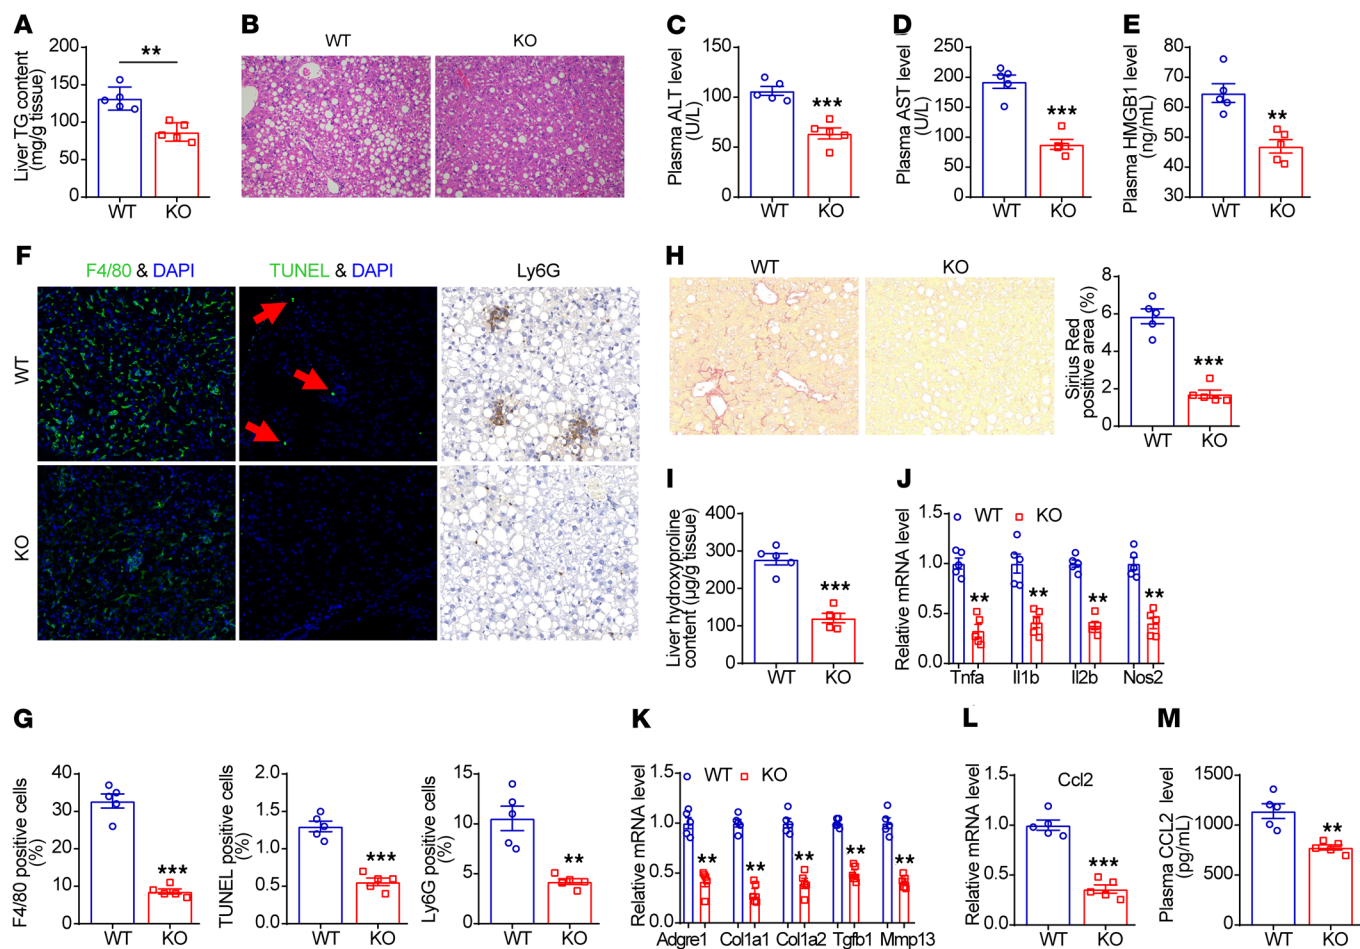 A
Liver TG content
(mg/g tissue)
200
150
100
50
0
**
WT
KO
B
WT
KO
C
Plasma ALT level
(U/L)
150
100
50
0
***
WT
KO
D
Plasma AST level
(U/L)
250
200
150
100
50
0
***
WT
KO
E
Plasma HMGB1 level
(ng/mL)
80
70
60
50
40
30
**
WT
KO
F
F4/80 & DAPI
TUNEL & DAPI
Ly6G
WT
KO
H
WT
KO
Sirius Red
positive area (%)
8
6
4
2
0
***
WT
KO
I
Liver hydroxyproline
content (µg/g tissue)
400
300
200
100
0
***
WT
KO
J
Relative mRNA level
1.5
1.0
0.5
0.0
WT
KO
**
**
**
**
Tnfa
Il1b
Il2b
Nos2
G
F4/80 positive cells
(%)
40
30
20
10
0
***
WT
KO
TUNEL positive cells
(%)
2.0
1.5
1.0
0.5
0.0
***
WT
KO
Ly6G positive cells
(%)
15
10
5
0
**
WT
KO
K
Relative mRNA level
1.5
1.0
0.5
0.0
WT
KO
**
**
**
**
**
Adgre1
Col1a1
Col1a2
Tgfb1
Mmp13
L
Relative mRNA level
1.5
1.0
0.5
0.0
Ccl2
***
WT
KO
M
Plasma CCL2 level
(pg/mL)
1500
1000
500
0
**
WT
KO